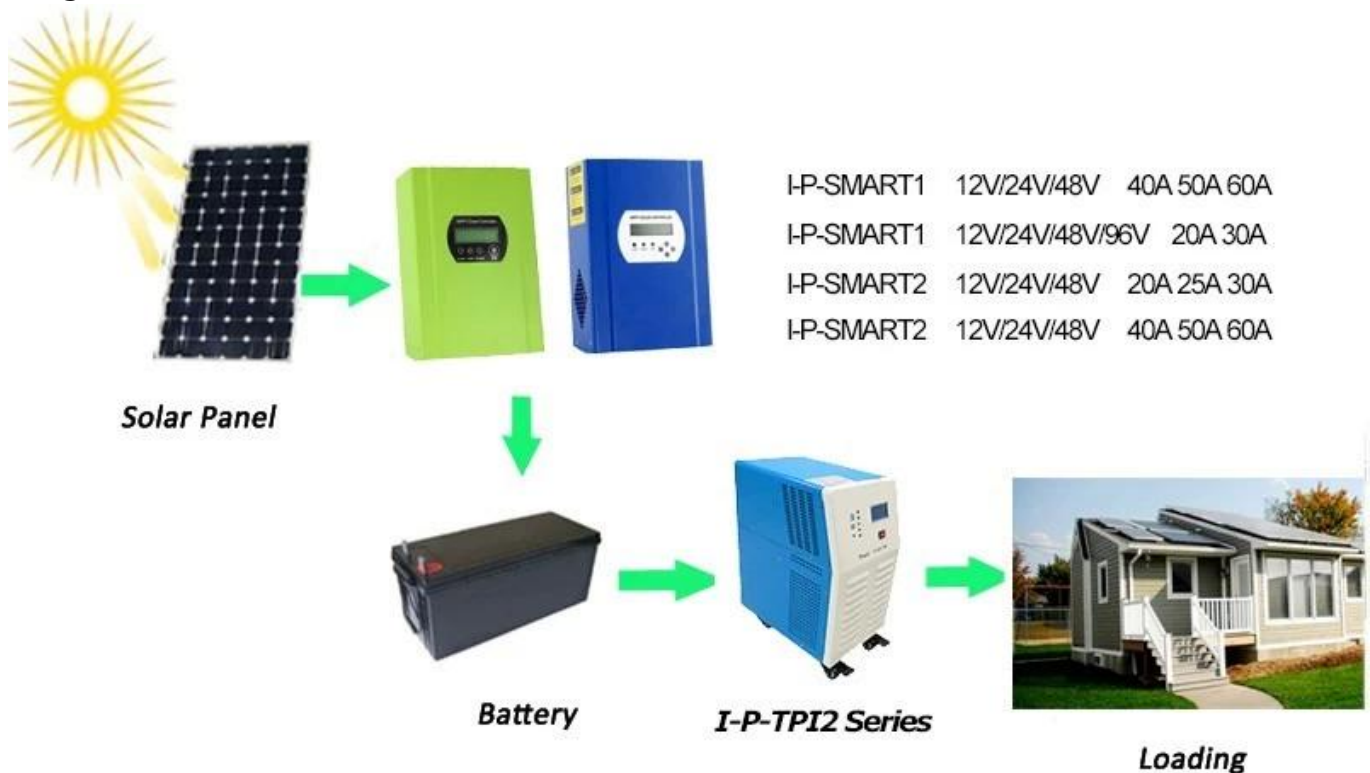 I-P-SMART1 12V/24V/48V 40A 50A 60A
I-P-SMART1 12V/24V/48V/96V 20A 30A
I-P-SMART2 12V/24V/48V 20A 25A 30A
I-P-SMART2 12V/24V/48V 40A 50A 60A
Solar Panel
Battery
I-P-TPI2 Series
Loading